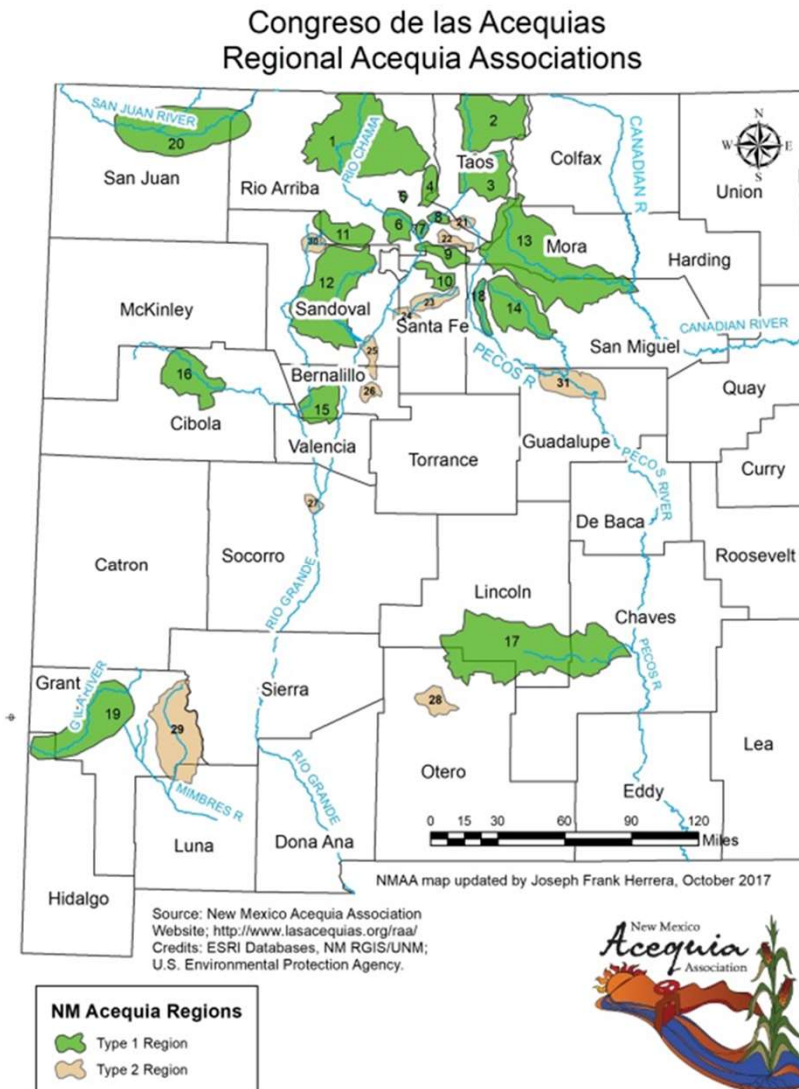 Congreso de las Acequias
Regional Acequia Associations
SAN JUAN RIVER
20
San Juan
1
RIO CHAMA
Rio Arriba
2
Taos
3
4
5
6
7
8
21
22
9
10
23
24
Santa Fe
Colfax
CANADIAN R
Union
N
W E
S
13
Mora
Harding
11
30
12
Sandoval
McKinley
18
14
San Miguel
CANADIAN RIVER
PECOS R
25
Bernalillo
26
16
Cibola
15
Valencia
31
Quay
Guadalupe
Torrance
PECOS RIVER
Curry
De Baca
Roosevelt
27
Socorro
Catron
RIO GRANDE
Lincoln
Chaves
17
PECOS R
Grant
GILA RIVER
19
29
Sierra
28
Otero
Lea
RIO GRANDE
MIMBRES R
Eddy
Luna
Dona Ana
Hidalgo
0 15 30 60 90 120
Miles
NMAA map updated by Joseph Frank Herrera, October 2017
Source: New Mexico Acequia Association
Website; http://www.lasacequias.org/raa/
Credits: ESRI Databases, NM RGIS/UNM;
U.S. Environmental Protection Agency.
New Mexico
Acequia
Association
NM Acequia Regions
Type 1 Region
Type 2 Region